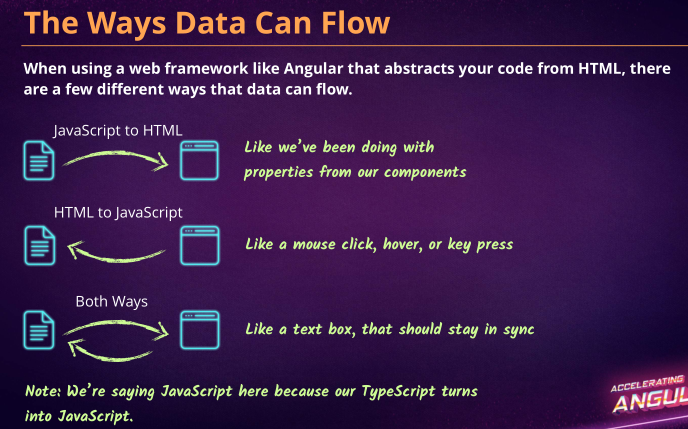 The Ways Data Can Flow
When using a web framework like Angular that abstracts your code from HTML, there
are a few different ways that data can flow.
JavaScript to HTML
Like we've been doing with
properties from our components
HTML to JavaScript
Like a mouse click, hover, or key press
Both Ways
Like a text box, that should stay in sync
Note: We're saying JavaScript here because our TypeScript turns
into JavaScript.
ACCELERATING
ANGUL